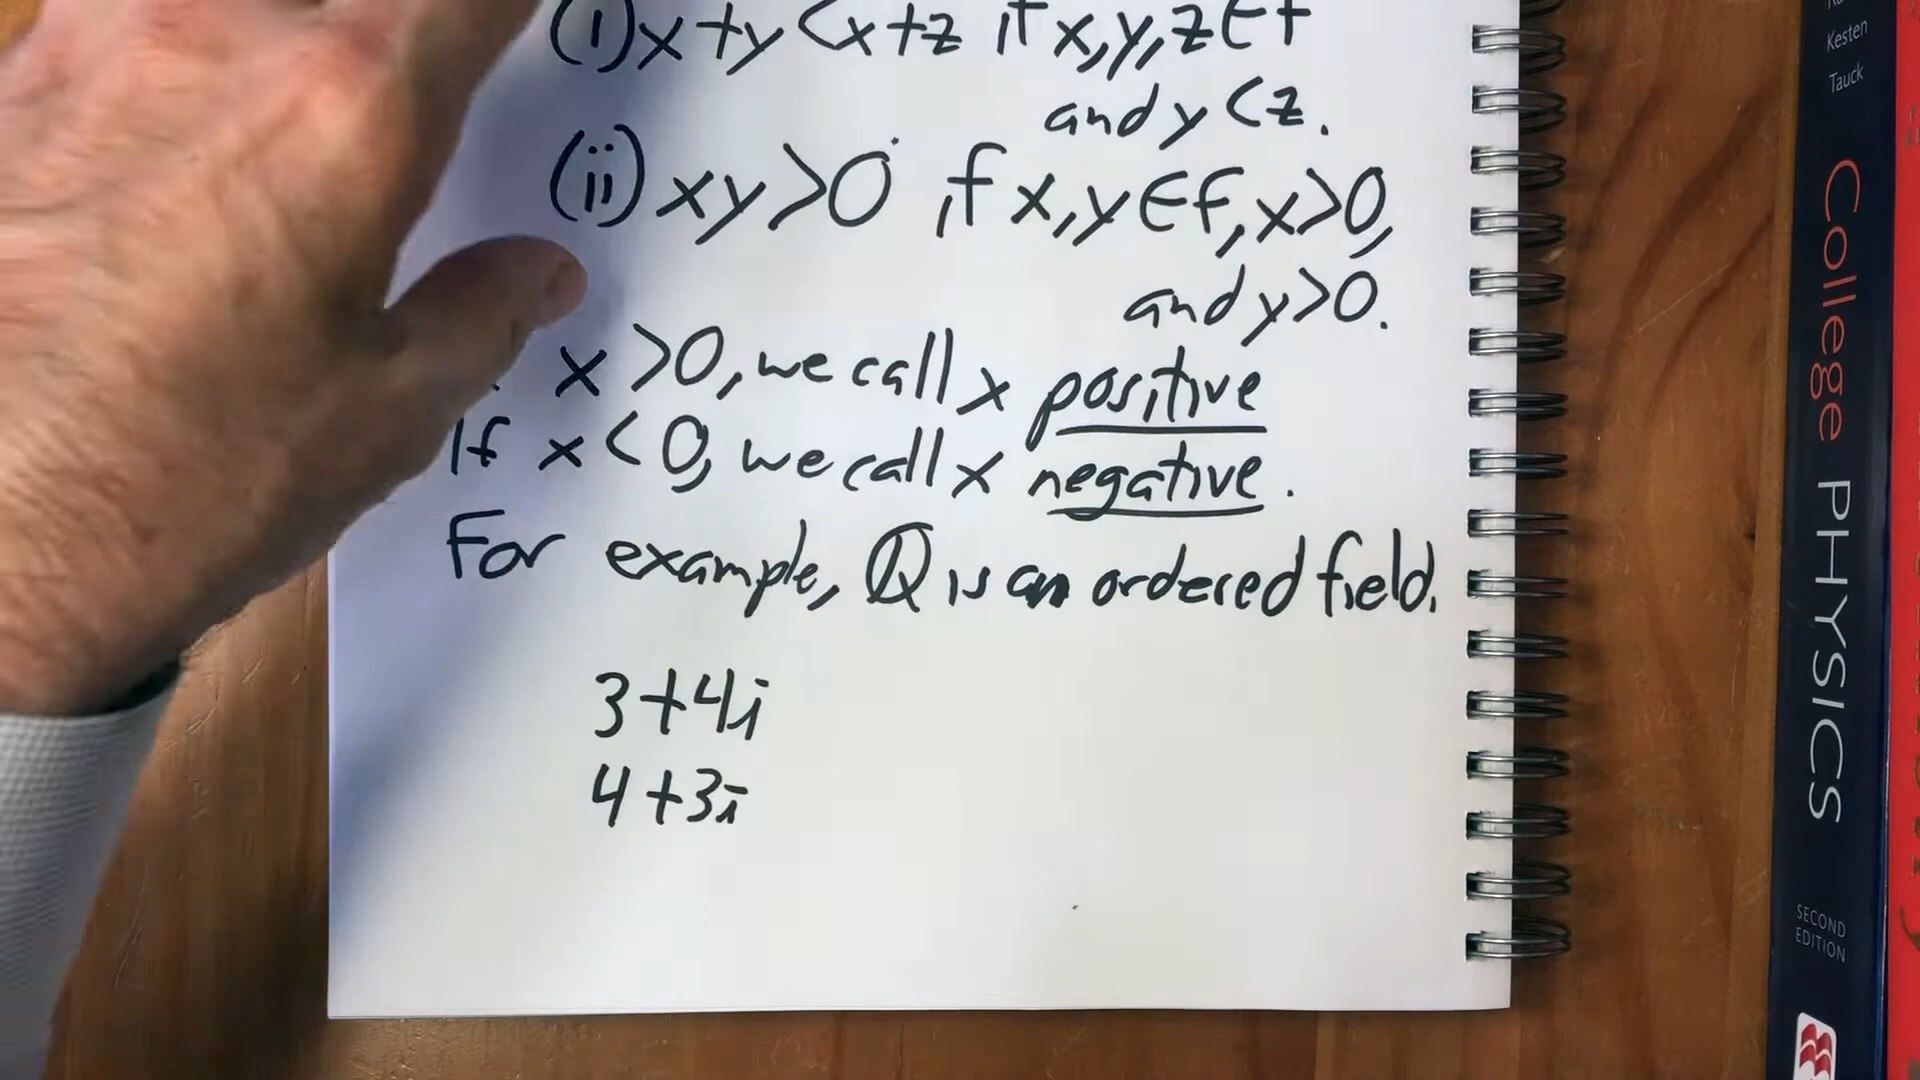 (i) x+y<x+z if x,y,z∈F
and y<z.
(ii) xy>0 if x,y∈F, x>0,
and y>0.
x>0, we call x positive
If x<0, we call x negative.
For example, ℚ is an ordered field.
3+4i
4+3i
Kesten
Tauck
College PHYSICS
SECOND
EDITION